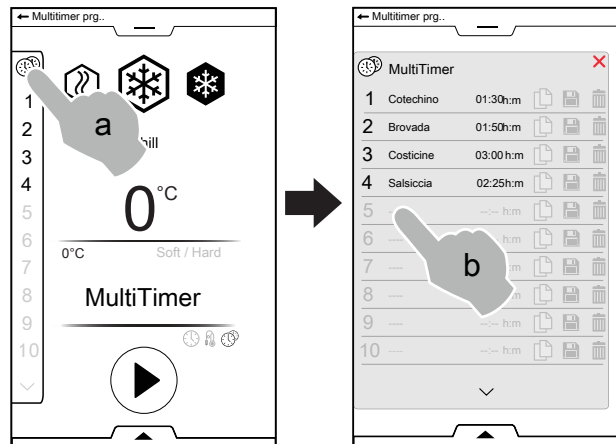 ← Multitimer prg..
1
2
3
4
5
6
7
8
9
10
a
hill
0°C
0°C Soft / Hard
MultiTimer
← Multitimer prg..
MultiTimer
1 Cotechino 01:30h:m
2 Brovada 01:50h:m
3 Costicine 03:00 h:m
4 Salsiccia 02:25h:m
5 ---- --:-- h:m
6 ---- h:m
7 h:m
8 ---- h:m
9 ---- --:-- h:m
10 ---- --:-- h:m
b